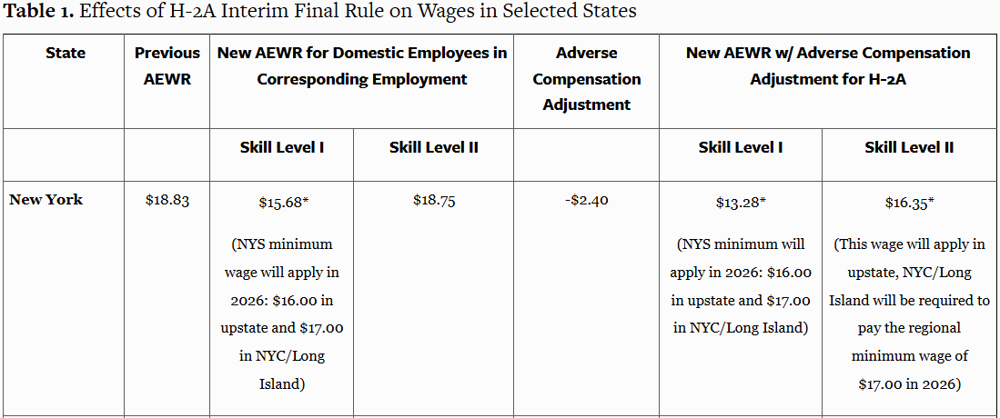 Table 1. Effects of H-2A Interim Final Rule on Wages in Selected States
State
Previous
AEWR
New AEWR for Domestic Employees in
Corresponding Employment
Adverse
Compensation
Adjustment
New AEWR w/ Adverse Compensation
Adjustment for H-2A
Skill Level I
Skill Level II
Skill Level I
Skill Level II
New York
$18.83
$15.68*
(NYS minimum
wage will apply in
2026: $16.00 in
upstate and $17.00
in NYC/Long
Island)
$18.75
-$2.40
$13.28*
(NYS minimum will
apply in 2026: $16.00
in upstate and $17.00
in NYC/Long Island)
$16.35*
(This wage will apply in
upstate, NYC/Long
Island will be required to
pay the regional
minimum wage of
$17.00 in 2026)